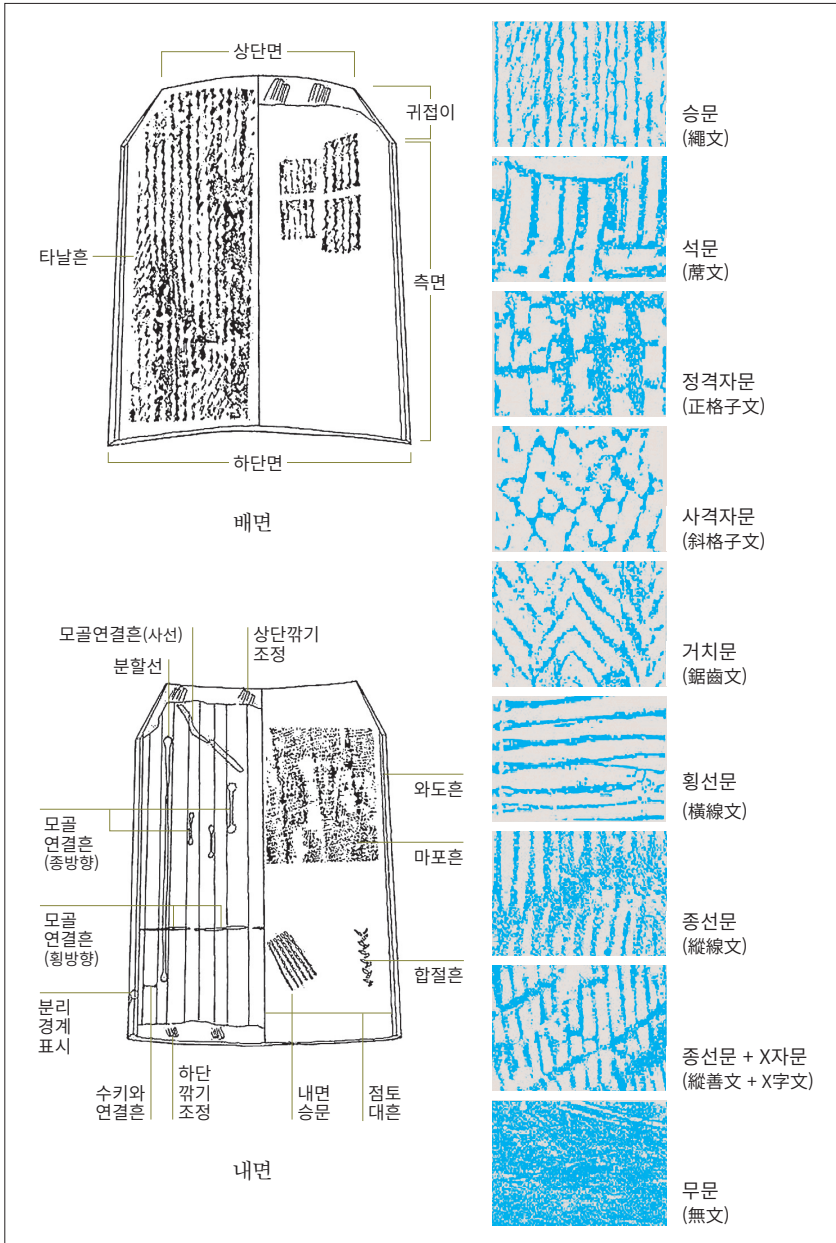 상단면
귀접이
타날흔
측면
하단면
배면
모골연결흔(사선)
상단깎기
조정
분할선
와도흔
모골
연결흔
(종방향)
마포흔
모골
연결흔
(횡방향)
합절흔
분리
경계
표시
수키와
연결흔
하단
깎기
조정
내면
승문
점토
대흔
내면
승문
(繩文)
석문
(蓆文)
정격자문
(正格子文)
사격자문
(斜格子文)
거치문
(鋸齒文)
횡선문
(橫線文)
종선문
(縱線文)
종선문 + X자문
(縱善文 + X字文)
무문
(無文)